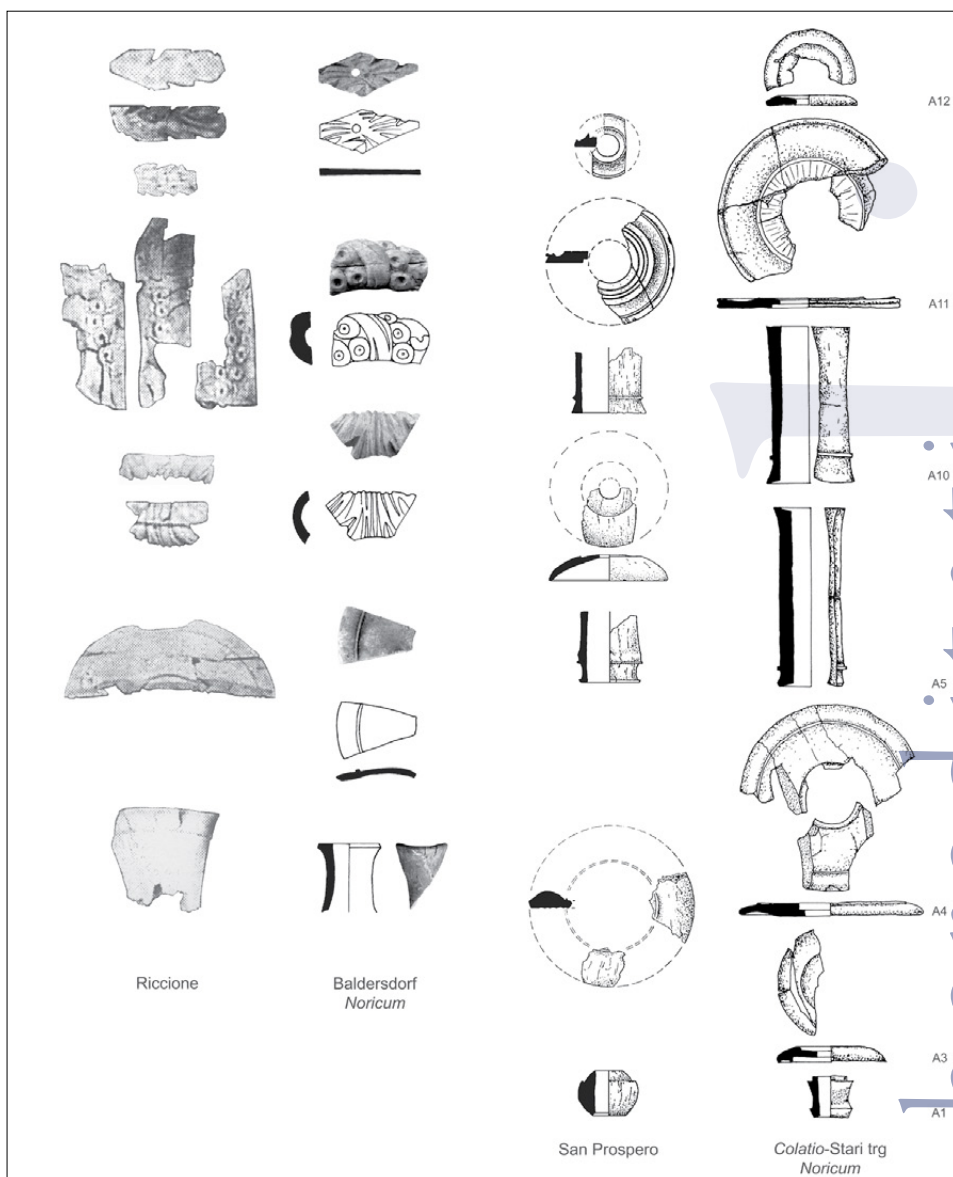 A12
A11
A10
A5
A4
A3
A1
Riccione
Baldersdorf
Noricum
San Prospero
Colatio-Stari trg
Noricum